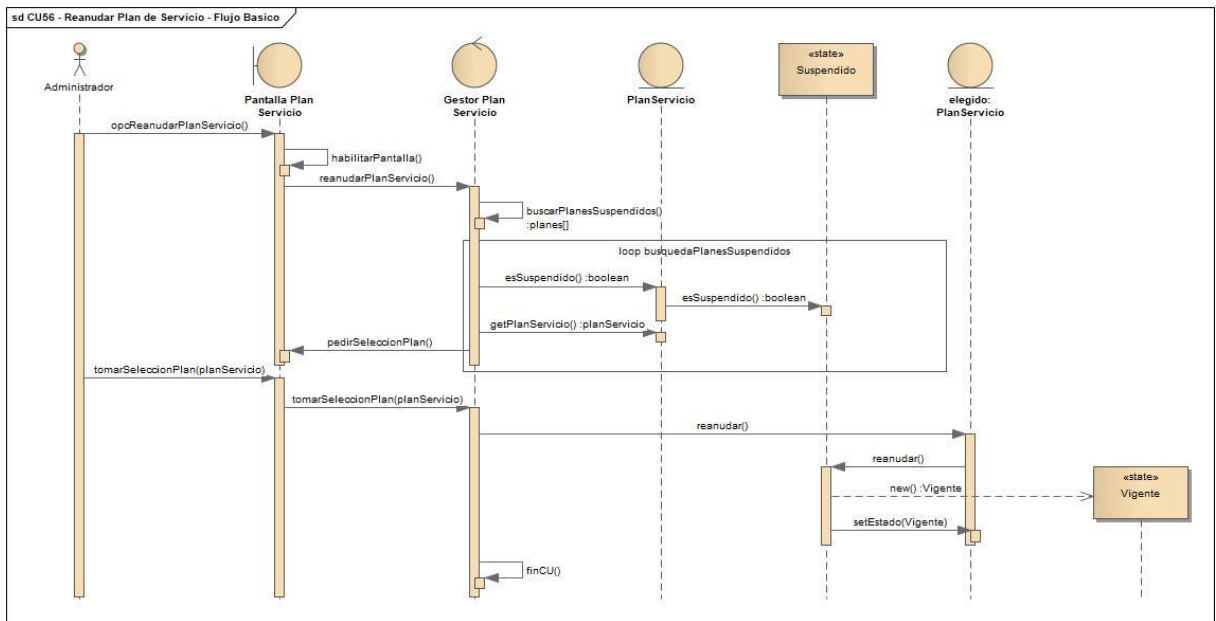 sd CU56 - Reanudar Plan de Servicio - Flujo Basico
Administrador
Pantalla Plan
Servicio
Gestor Plan
Servicio
PlanServicio
«state»
Suspendido
elegido:
PlanServicio
opcReanudarPlanServicio()
habilitarPantalla()
reanudarPlanServicio()
buscarPlanesSuspendidos()
:planes[]
loop busquedaPlanesSuspendidos
esSuspendido() :boolean
esSuspendido() :boolean
getPlanServicio() :planServicio
pedirSeleccionPlan()
tomarSeleccionPlan(planServicio)
tomarSeleccionPlan(planServicio)
reanudar()
reanudar()
«state»
Vigente
new() :Vigente
setEstado(Vigente)
finCU()